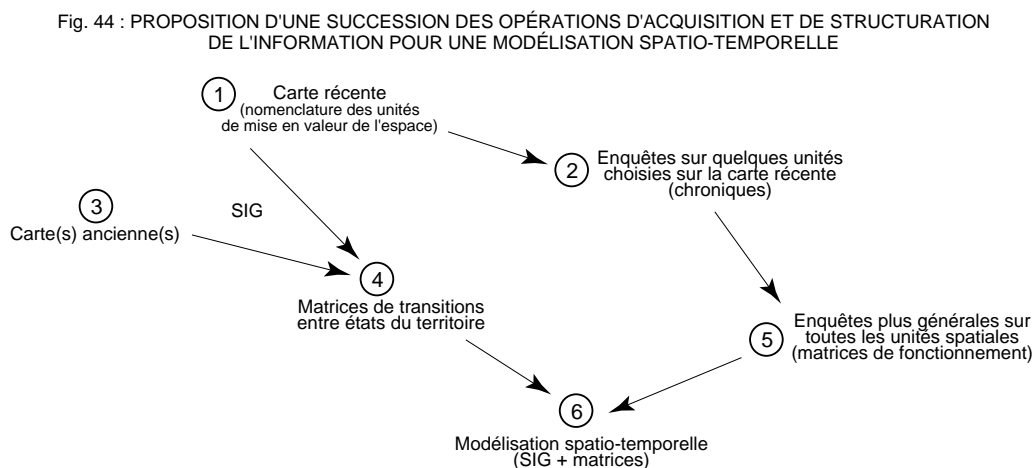 Fig. 44 : PROPOSITION D'UNE SUCCESSION DES OPÉRATIONS D'ACQUISITION ET DE STRUCTURATION
DE L'INFORMATION POUR UNE MODÉLISATION SPATIO-TEMPORELLE
1
Carte récente
(nomenclature des unités
de mise en valeur de l'espace)
2
Enquêtes sur quelques unités
choisies sur la carte récente
(chroniques)
3
Carte(s) ancienne(s)
SIG
4
Matrices de transitions
entre états du territoire
5
Enquêtes plus générales sur
toutes les unités spatiales
(matrices de fonctionnement)
6
Modélisation spatio-temporelle
(SIG + matrices)